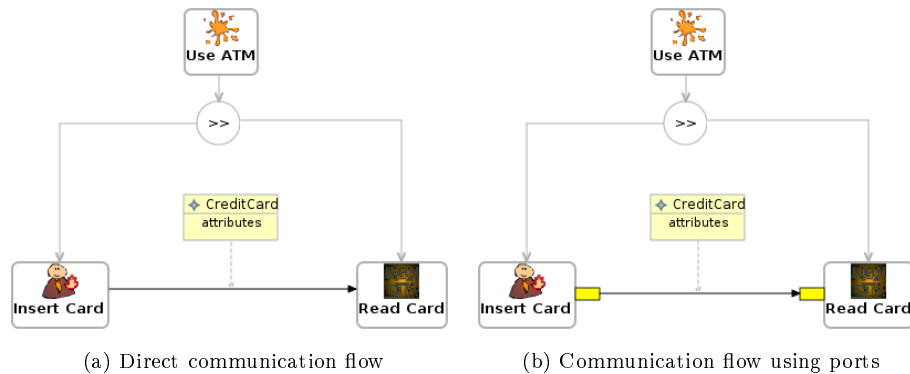 Use ATM
>>
CreditCard
attributes
Insert Card
Read Card
(a) Direct communication flow
Use ATM
>>
CreditCard
attributes
Insert Card
Read Card
(b) Communication flow using ports